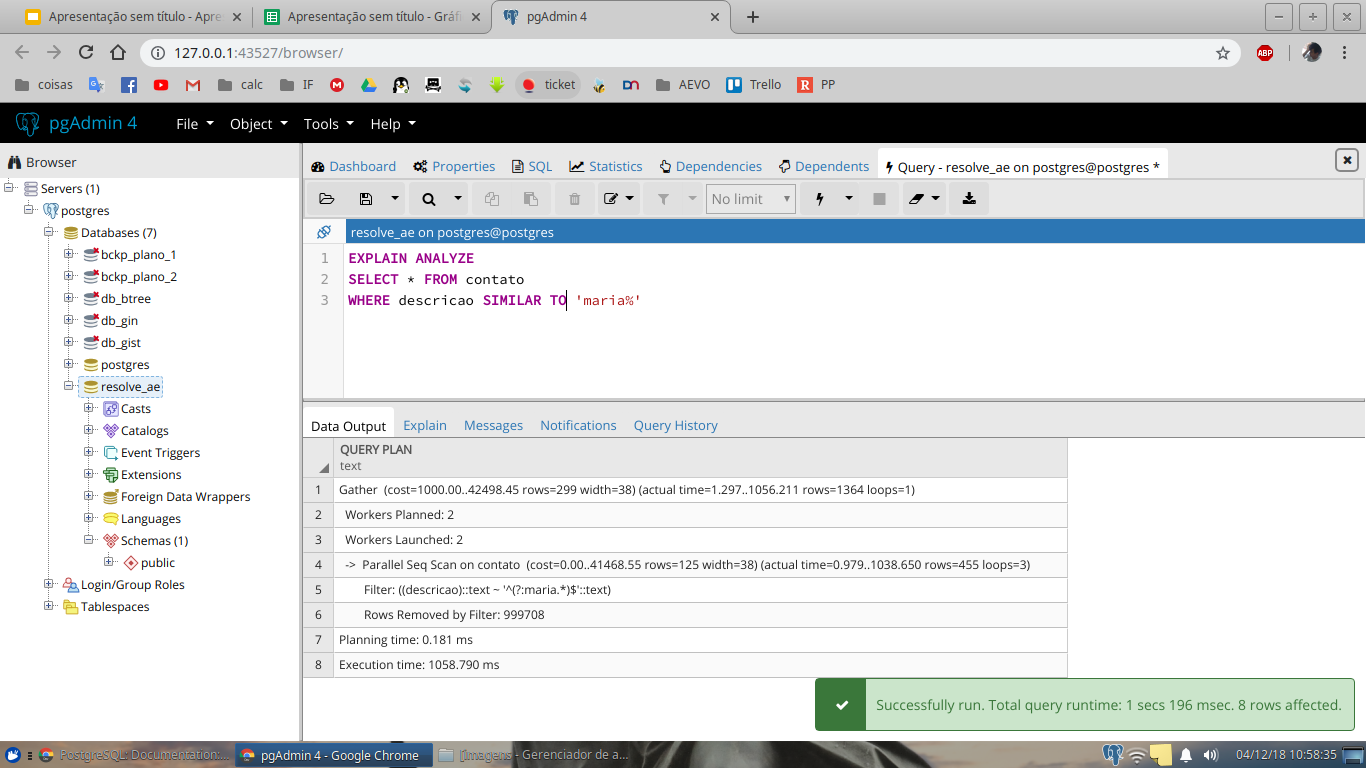 Apresentação sem título - Apre
Apresentação sem título - Gráfi
pgAdmin 4
127.0.0.1:43527/browser/
ABP
coisas
calc
IF
ticket
AEVO
Trello
PP
pgAdmin 4
File
Object
Tools
Help
Browser
Dashboard
Properties
SQL
Statistics
Dependencies
Dependents
Query - resolve_ae on postgres@postgres *
Servers (1)
postgres
Databases (7)
bckp_plano_1
bckp_plano_2
db_btree
db_gin
db_gist
postgres
resolve_ae
Casts
Catalogs
Event Triggers
Extensions
Foreign Data Wrappers
Languages
Schemas (1)
public
Login/Group Roles
Tablespaces
No limit
resolve_ae on postgres@postgres
1 EXPLAIN ANALYZE
2 SELECT * FROM contato
3 WHERE descricao SIMILAR TO 'maria%'
Data Output
Explain
Messages
Notifications
Query History
QUERY PLAN
text
1 Gather (cost=1000.00..42498.45 rows=299 width=38) (actual time=1.297..1056.211 rows=1364 loops=1)
2 Workers Planned: 2
3 Workers Launched: 2
4 -> Parallel Seq Scan on contato (cost=0.00..41468.55 rows=125 width=38) (actual time=0.979..1038.650 rows=455 loops=3)
5 Filter: ((descricao)::text ~ '^(?:maria.*)$'::text)
6 Rows Removed by Filter: 999708
7 Planning time: 0.181 ms
8 Execution time: 1058.790 ms
Successfully run. Total query runtime: 1 secs 196 msec. 8 rows affected.
PostgreSQL: Documentation:...
pgAdmin 4 - Google Chrome
[Imagens - Gerenciador de a...
04/12/18 10:58:35